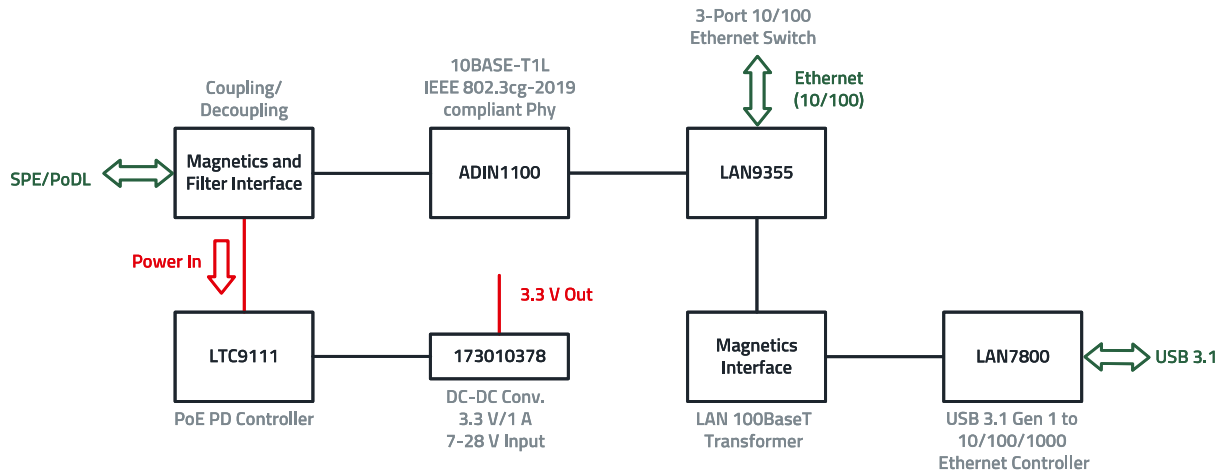 3-Port 10/100
Ethernet Switch
Ethernet
(10/100)
10BASE-T1L
IEEE 802.3cg-2019
compliant Phy
Coupling/
Decoupling
SPE/PoDL
Magnetics and
Filter Interface
ADIN1100
LAN9355
Power In
3.3 V Out
LTC9111
173010378
Magnetics
Interface
LAN7800
USB 3.1
PoE PD Controller
DC-DC Conv.
3.3 V/1 A
7-28 V Input
LAN 100BaseT
Transformer
USB 3.1 Gen 1 to
10/100/1000
Ethernet Controller